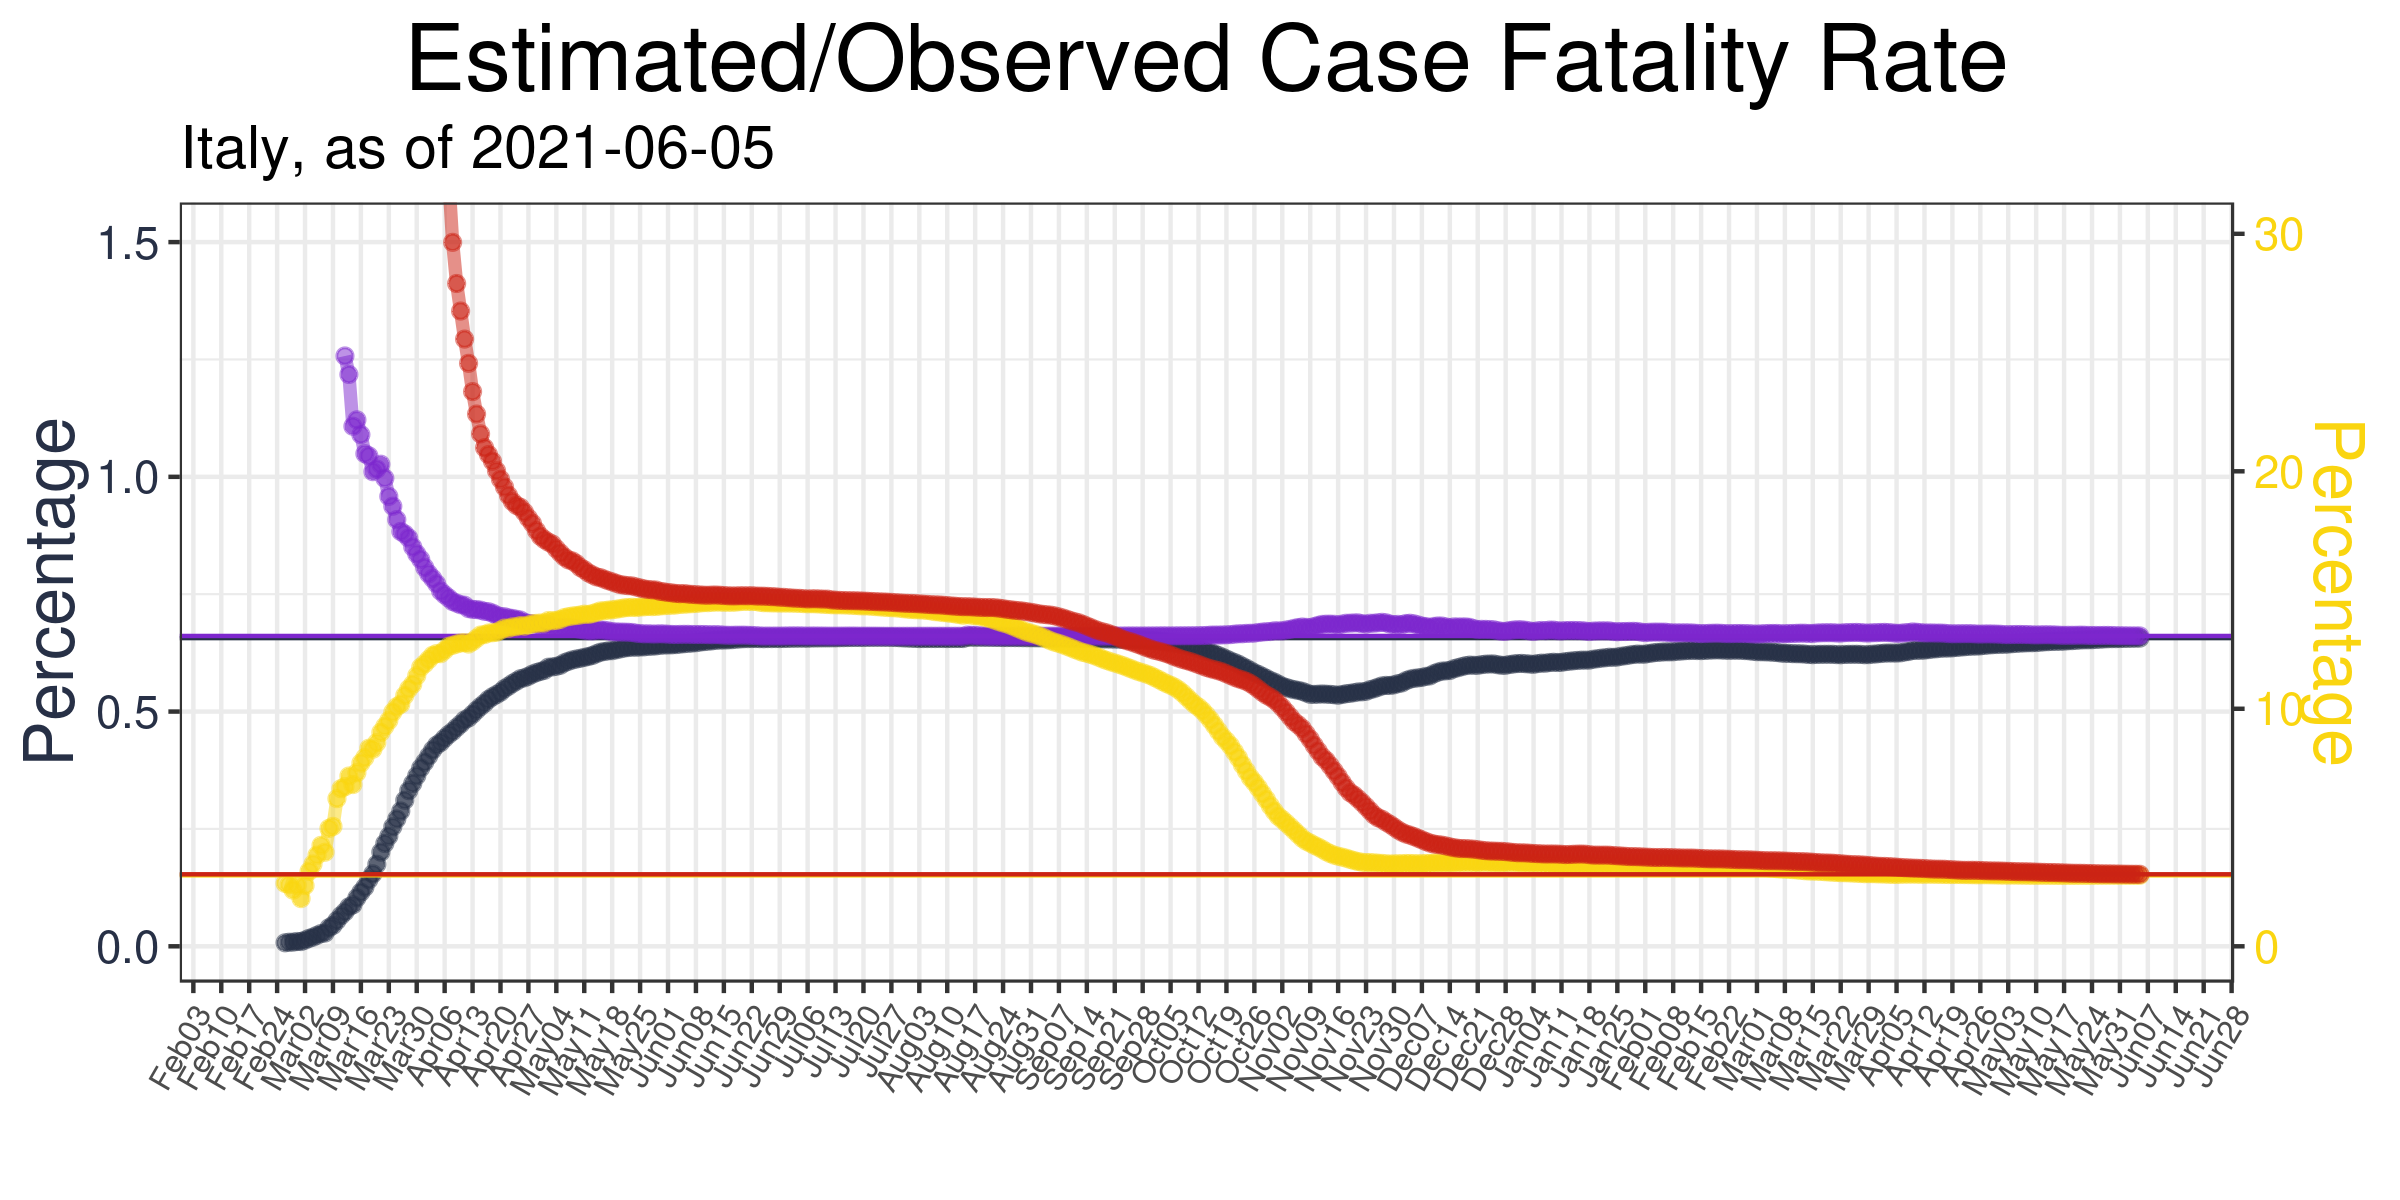 Estimated/Observed Case Fatality Rate
Italy, as of 2021-06-05
Percentage
1.5
1.0
0.5
0.0
30
20
10
0
Percentage
Feb03
Feb10
Feb17
Feb24
Mar02
Mar09
Mar16
Mar23
Mar30
Apr06
Apr13
Apr20
Apr27
May04
May11
May18
May25
Jun01
Jun08
Jun15
Jun22
Jun29
Jul06
Jul13
Jul20
Jul27
Aug03
Aug10
Aug17
Aug24
Aug31
Sep07
Sep14
Sep21
Sep28
Oct05
Oct12
Oct19
Oct26
Nov02
Nov09
Nov16
Nov23
Nov30
Dec07
Dec14
Dec21
Dec28
Jan04
Jan11
Jan18
Jan25
Feb01
Feb08
Feb15
Feb22
Mar01
Mar08
Mar15
Mar22
Mar29
Apr05
Apr12
Apr19
Apr26
May03
May10
May17
May24
May31
Jun07
Jun14
Jun21
Jun28